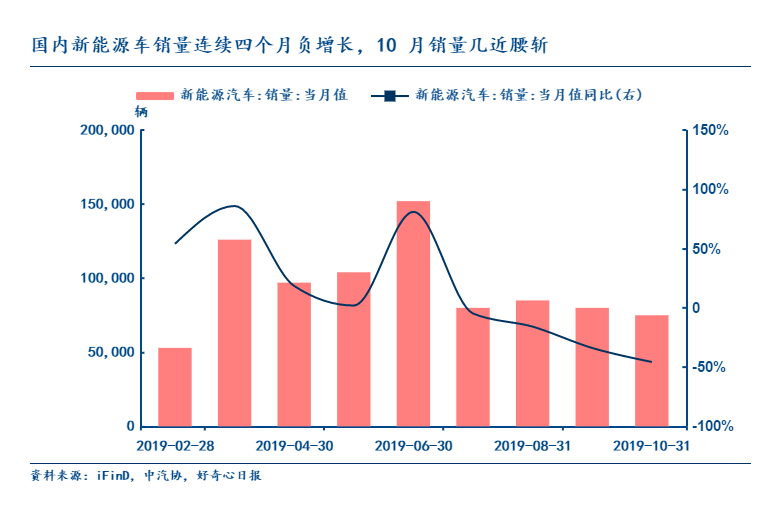 国内新能源车销量连续四个月负增长，10 月销量几近腰斩
新能源汽车:销量:当月值 新能源汽车:销量:当月值同比(右)
辆
200,000 150%
100%
150,000
50%
100,000
0
50,000
-50%
0 -100%
2019-02-28 2019-04-30 2019-06-30 2019-08-31 2019-10-31
資料来源: iFinD, 中汽协, 好奇心日报